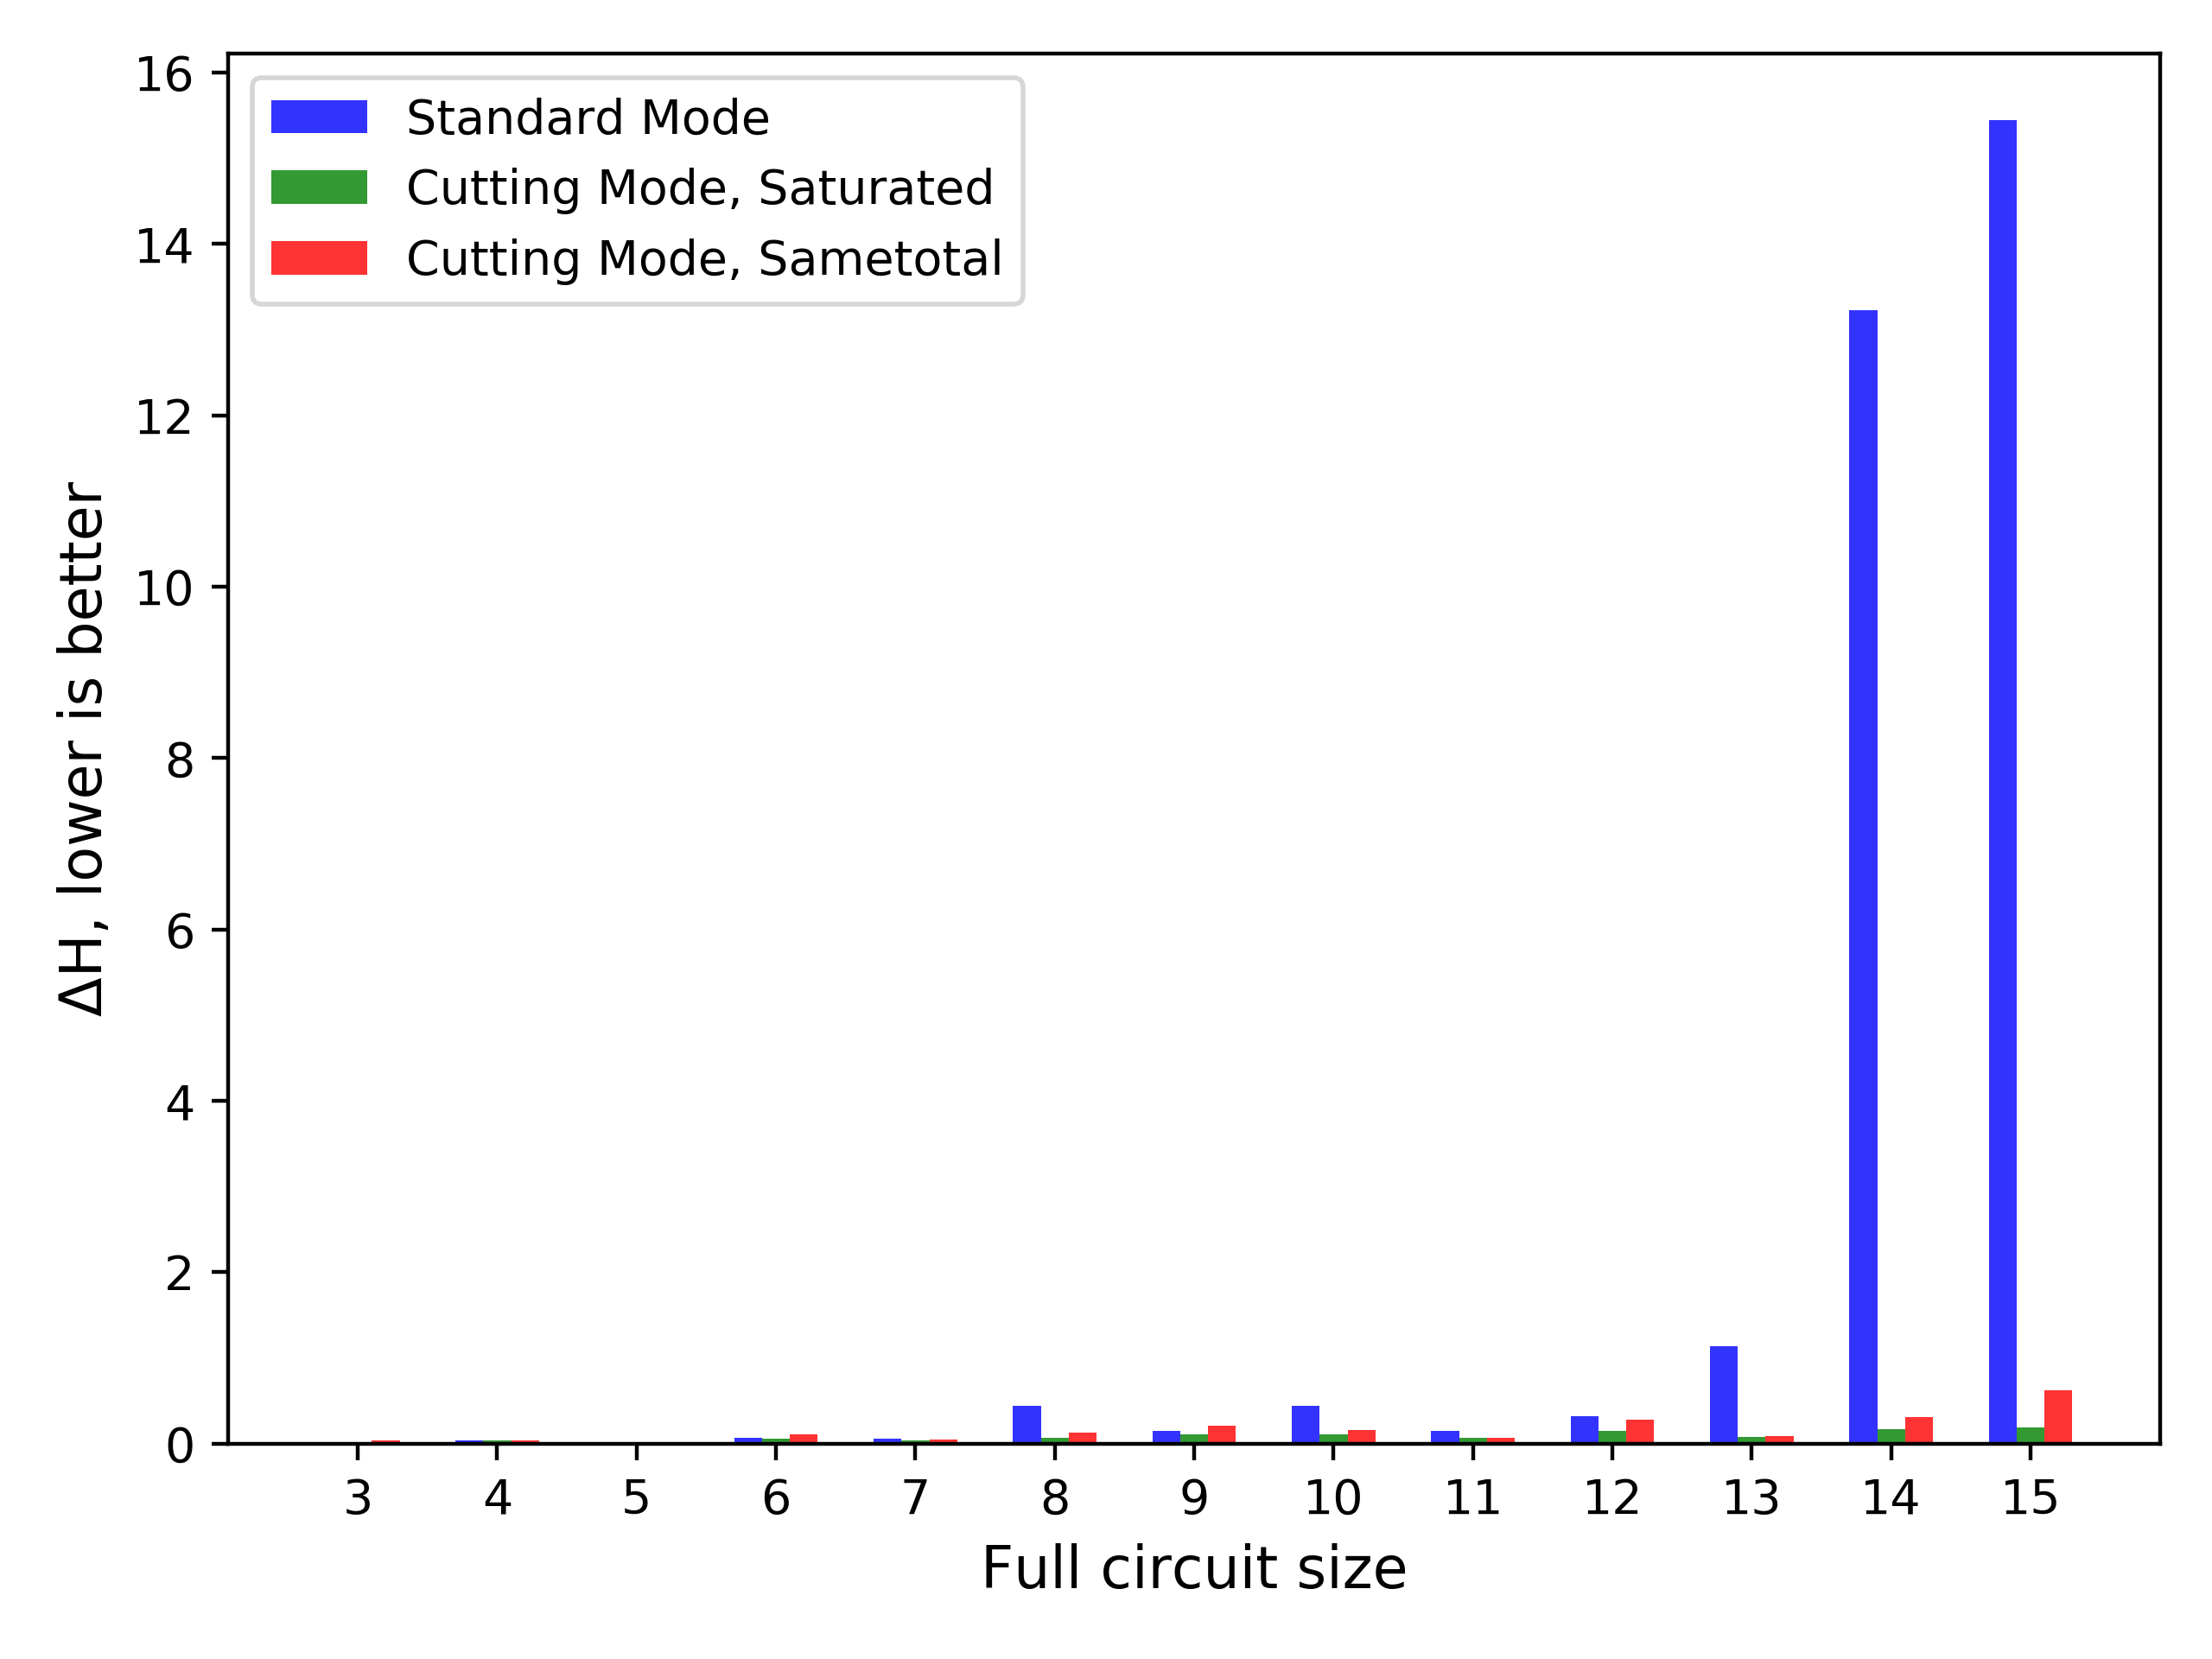 16
14
12
10
8
6
4
2
0
ΔH, lower is better
Standard Mode
Cutting Mode, Saturated
Cutting Mode, Sametotal
3 4 5 6 7 8 9 10 11 12 13 14 15
Full circuit size